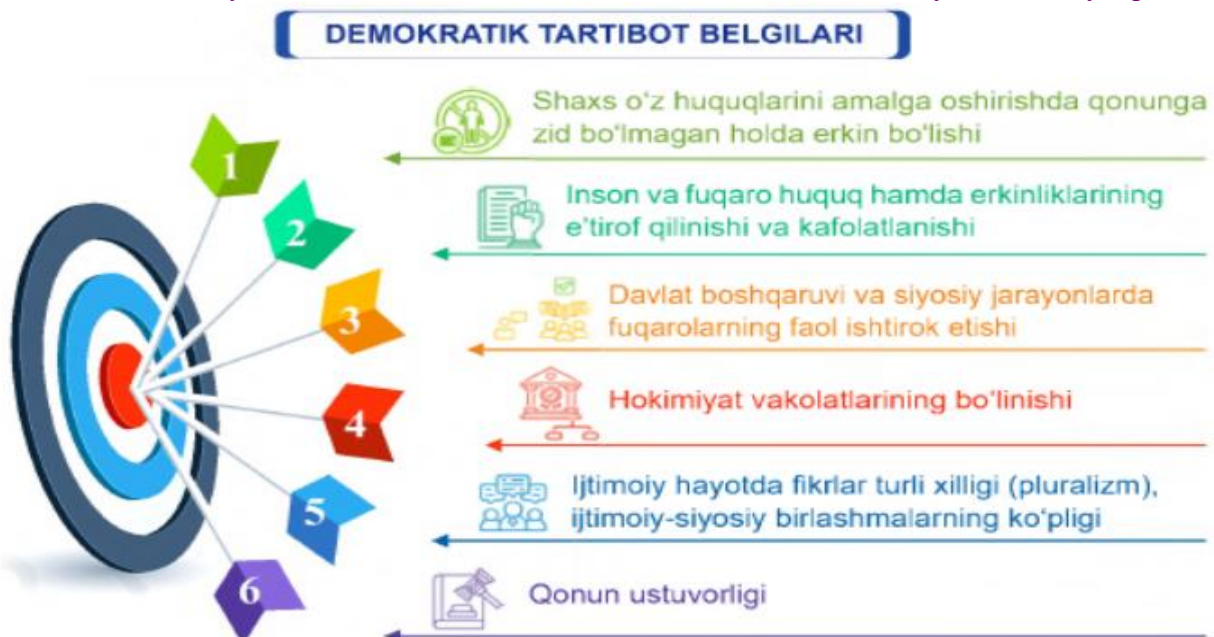 DEMOKRATIK TARTIBOT BELGILARI
1
Shaxs o‘z huquqlarini amalga oshirishda qonunga
zid bo‘lmagan holda erkin bo‘lishi
2
Inson va fuqaro huquq hamda erkinliklarining
e’tirof qilinishi va kafolatlanishi
3
Davlat boshqaruvi va siyosiy jarayonlarda
fuqarolarning faol ishtirok etishi
4
Hokimiyat vakolatlarining bo‘linishi
5
Ijtimoiy hayotda fikrlar turli xilligi (pluralizm),
ijtimoiy-siyosiy birlashmalarning ko‘pligi
6
Qonun ustuvorligi